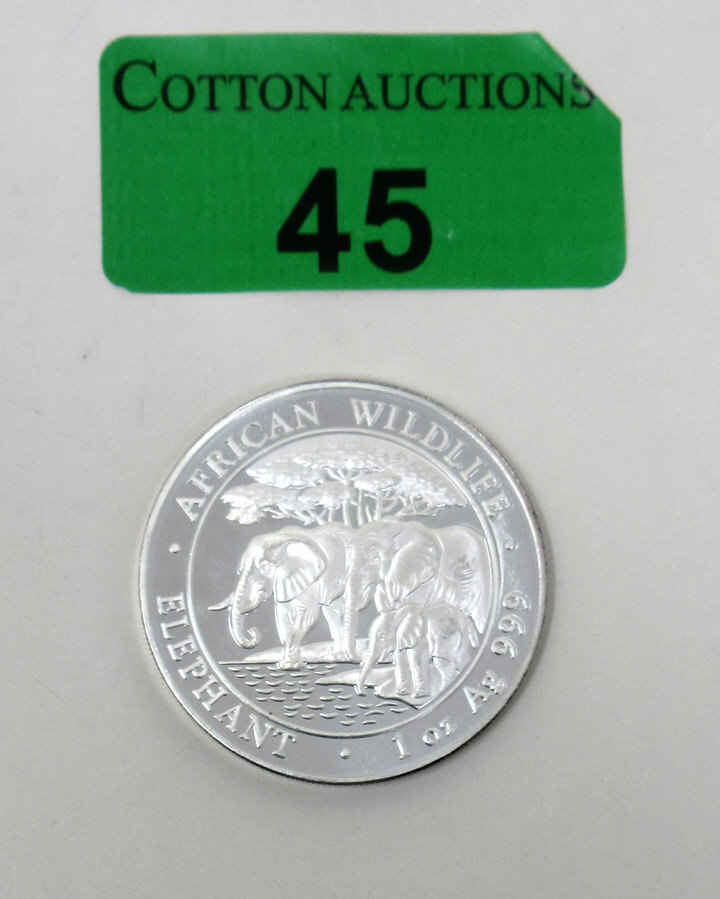 COTTON AUCTIONS
45
AFRICAN WILDLIFE
ELEPHANT
1 oz Ag 999